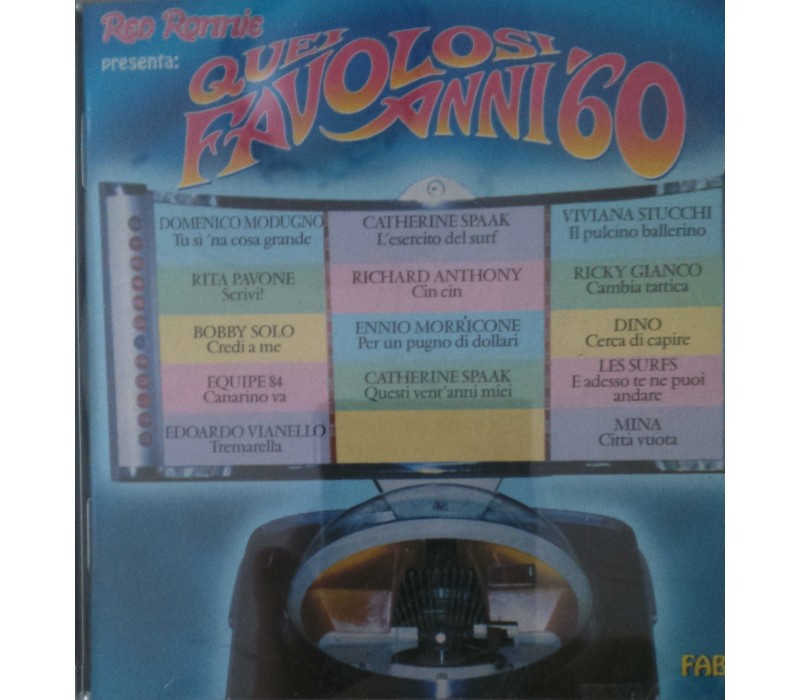 Red Ronnie
presenta:
QUEI
FAVOLOSI
ANNI '60
DOMENICO MODUGNO
Tu si 'na cosa grande
RITA PAVONE
Scrivi!
BOBBY SOLO
Credi a me
EQUIPE 84
Canarino va
EDOARDO VIANELLO
Tremarella
CATHERINE SPAAK
L'esercito del surf
RICHARD ANTHONY
Cin cin
ENNIO MORRICONE
Per un pugno di dollari
CATHERINE SPAAK
Questi vent'anni miei
VIVIANA STUCCHI
Il pulcino ballerino
RICKY GIANCO
Cambia tattica
DINO
Cerca di capire
LES SURFS
E adesso te ne puoi
andare
MINA
Città vuota
FAB